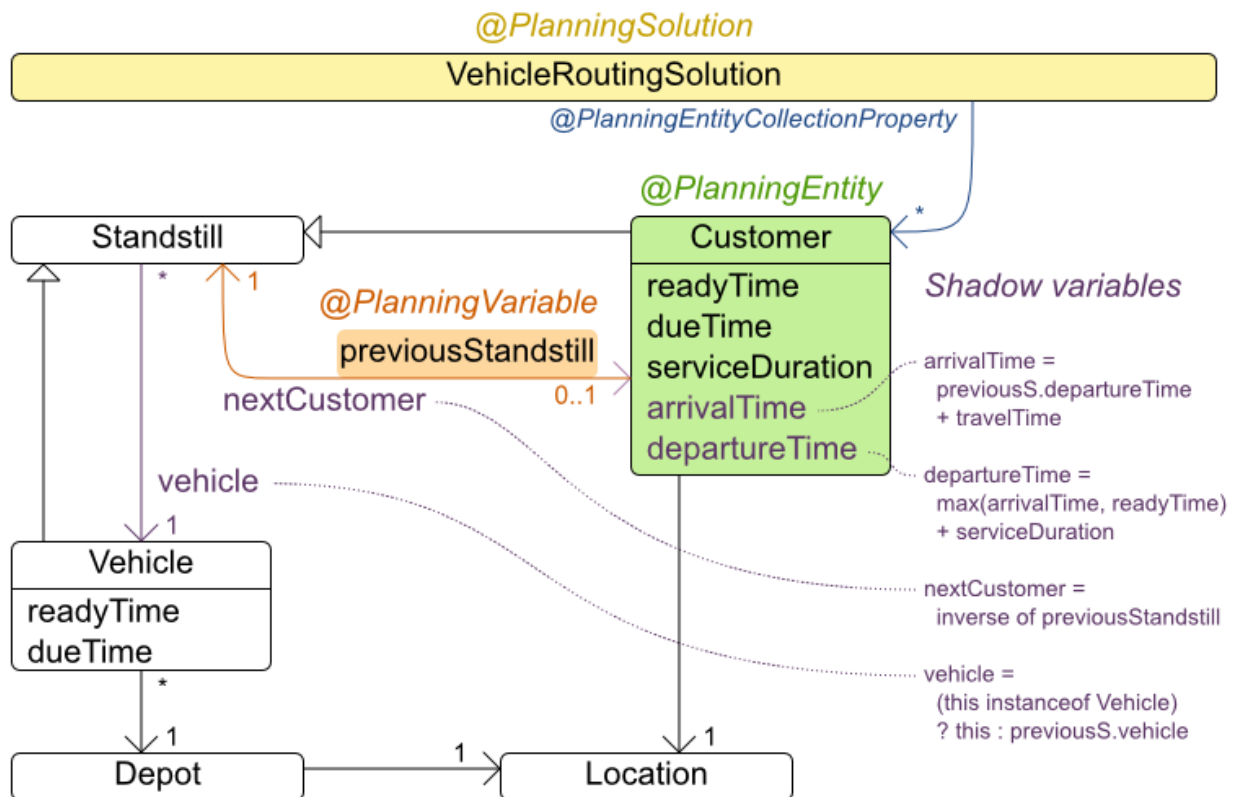 @PlanningSolution
VehicleRoutingSolution
@PlanningEntityCollectionProperty
@PlanningEntity
*
Standstill
Customer
* 1
readyTime
dueTime
serviceDuration
arrivalTime
departureTime
@PlanningVariable
previousStandstill
nextCustomer
0..1
Shadow variables
arrivalTime =
previousS.departureTime
+ travelTime
departureTime =
max(arrivalTime, readyTime)
+ serviceDuration
nextCustomer =
inverse of previousStandstill
vehicle =
(this instanceof Vehicle)
? this : previousS.vehicle
vehicle
1
Vehicle
readyTime
dueTime
*
1
Depot
1
Location
1